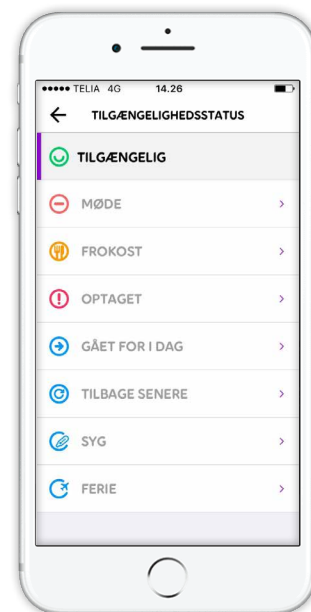 TELIA 4G 14.26
TILGÆNGELIGHEDSSTATUS
TILGÆNGELIG
MØDE
FROKOST
OPTAGET
GÅET FOR I DAG
TILBAGE SENERE
SYG
FERIE